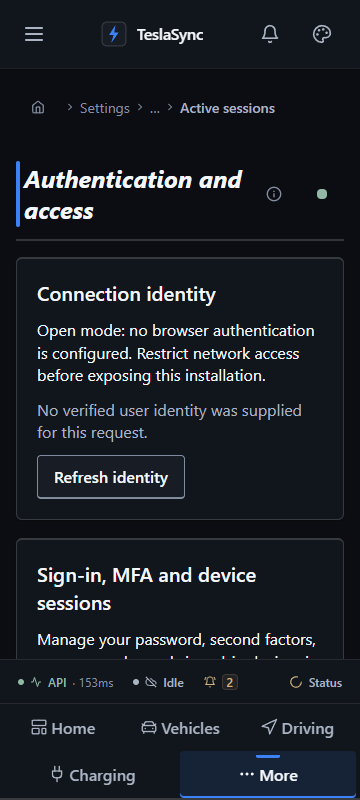 TeslaSync
Settings ... Active sessions
Authentication and
access
Connection identity
Open mode: no browser authentication
is configured. Restrict network access
before exposing this installation.
No verified user identity was supplied
for this request.
Refresh identity
Sign-in, MFA and device
sessions
Manage your password, second factors,
API · 153ms Idle 2 Status
Home Vehicles Driving
Charging ··· More